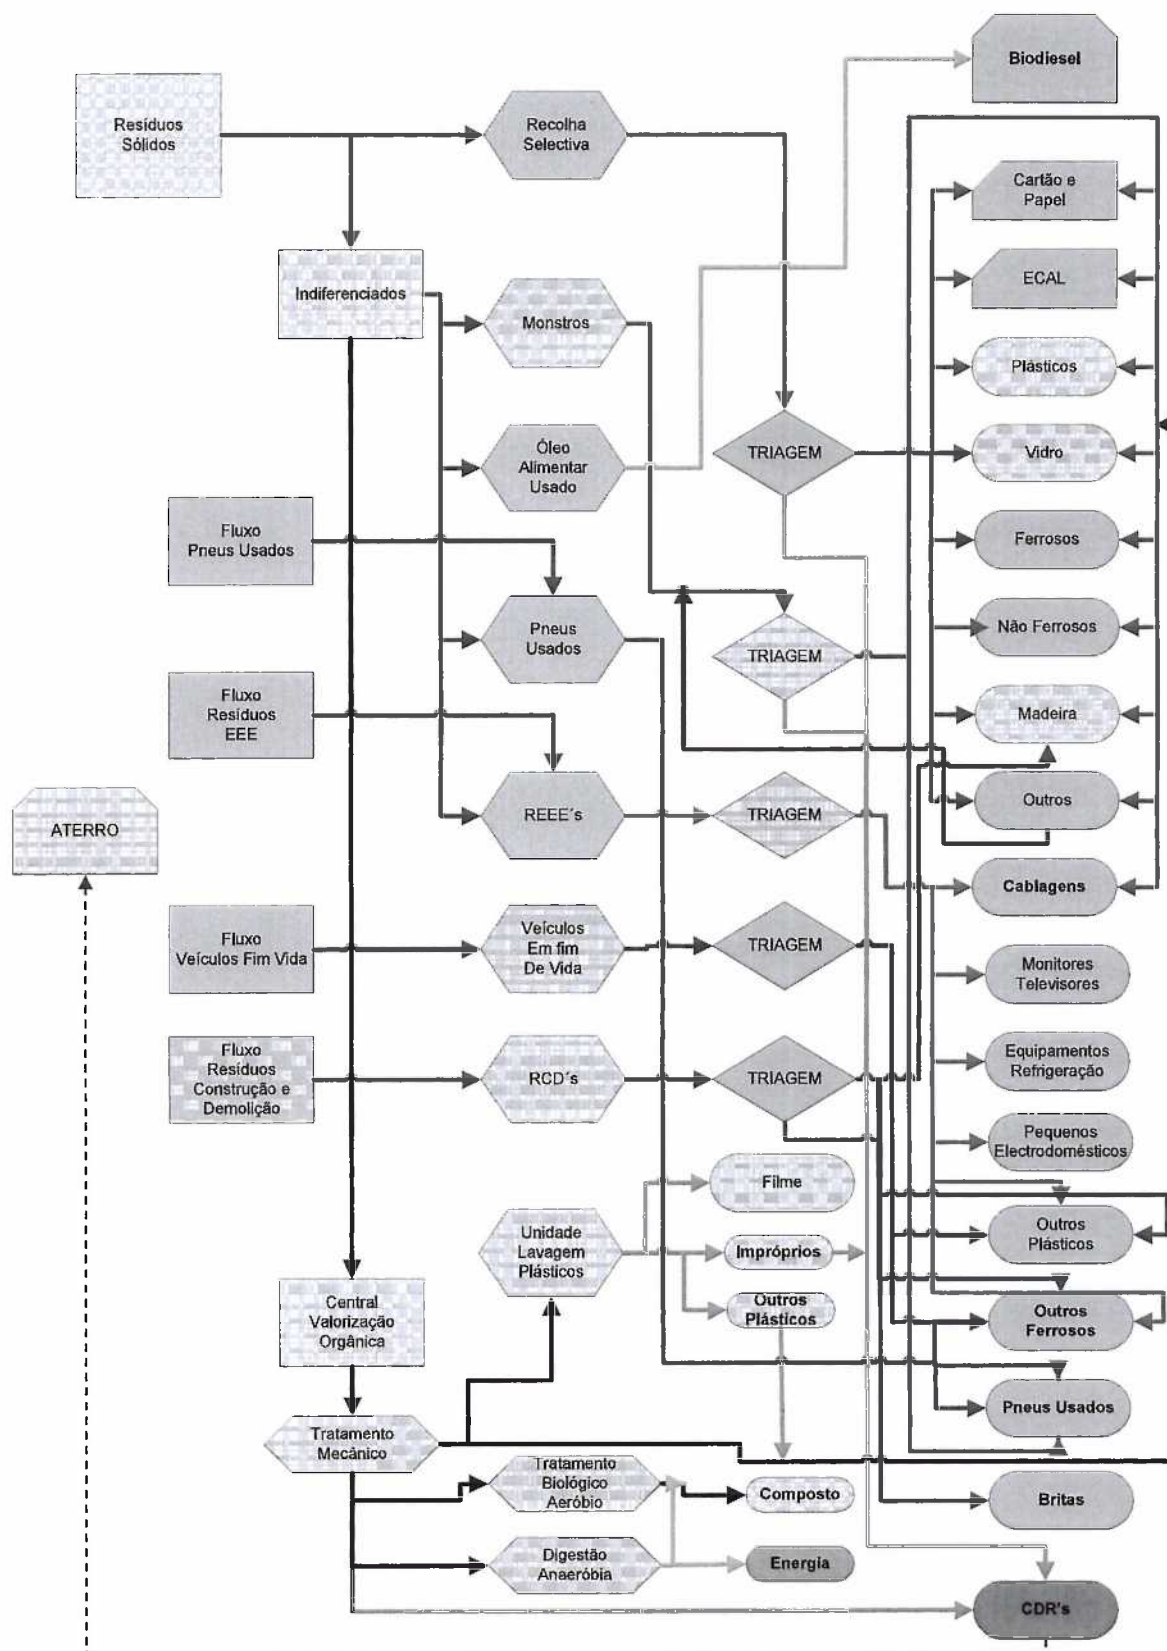 Biodiesel
Resíduos
Sólidos
Recolha
Selectiva
Cartão e
Papel
Indiferenciados
ECAL
Monstros
Plásticos
Óleo
Alimentar
Usado
TRIAGEM
Vidro
Fluxo
Pneus Usados
Ferrosos
Pneus
Usados
TRIAGEM
Não Ferrosos
Fluxo
Resíduos
EEE
Madeira
ATERRO
REEE´s
TRIAGEM
Outros
Cablagens
Fluxo
Veículos Fim Vida
Veículos
Em fim
De Vida
TRIAGEM
Monitores
Televisores
Fluxo
Resíduos
Construção e
Demolição
RCD´s
TRIAGEM
Equipamentos
Refrigeração
Pequenos
Electrodomésticos
Filme
Unidade
Lavagem
Plásticos
Impróprios
Outros
Plásticos
Outros
Plásticos
Central
Valorização
Orgânica
Outros
Ferrosos
Pneus Usados
Tratamento
Mecânico
Tratamento
Biológico
Aeróbio
Composto
Britas
Digestão
Anaeróbia
Energia
CDR's